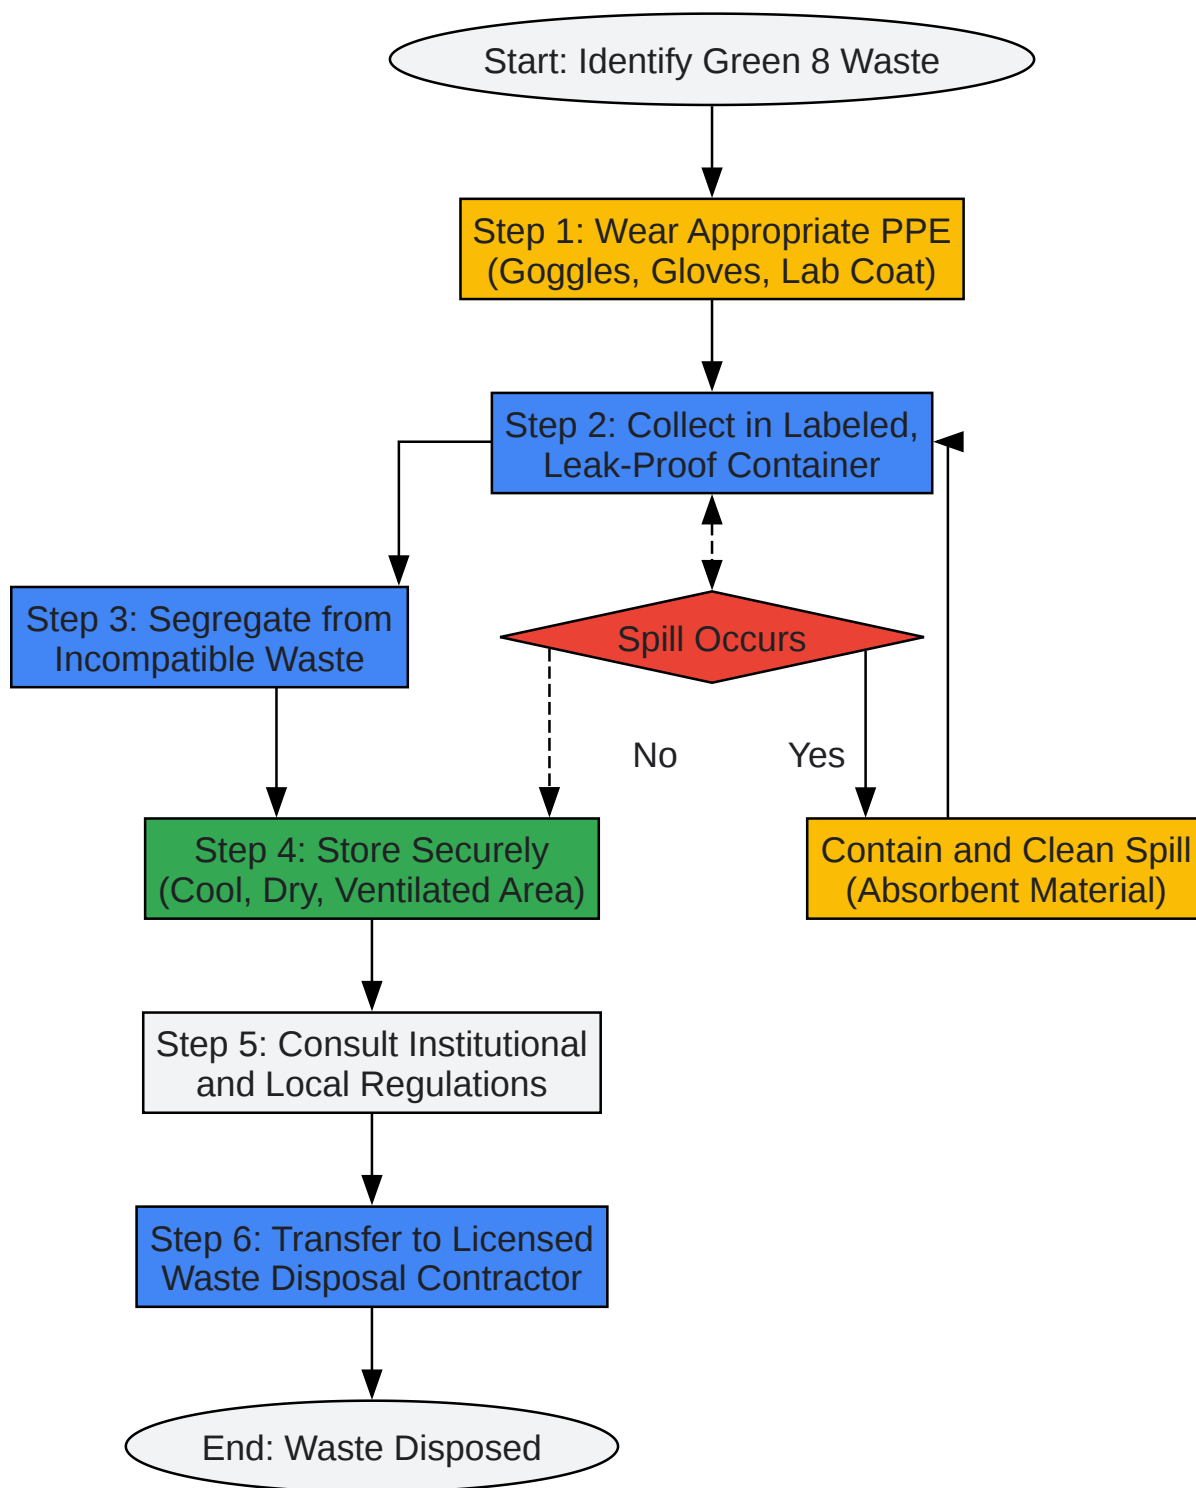 Start: Identify Green 8 Waste
Step 1: Wear Appropriate PPE
(Goggles, Gloves, Lab Coat)
Step 2: Collect in Labeled,
Leak-Proof Container
Step 3: Segregate from
Incompatible Waste
Spill Occurs
No
Yes
Step 4: Store Securely
(Cool, Dry, Ventilated Area)
Contain and Clean Spill
(Absorbent Material)
Step 5: Consult Institutional
and Local Regulations
Step 6: Transfer to Licensed
Waste Disposal Contractor
End: Waste Disposed